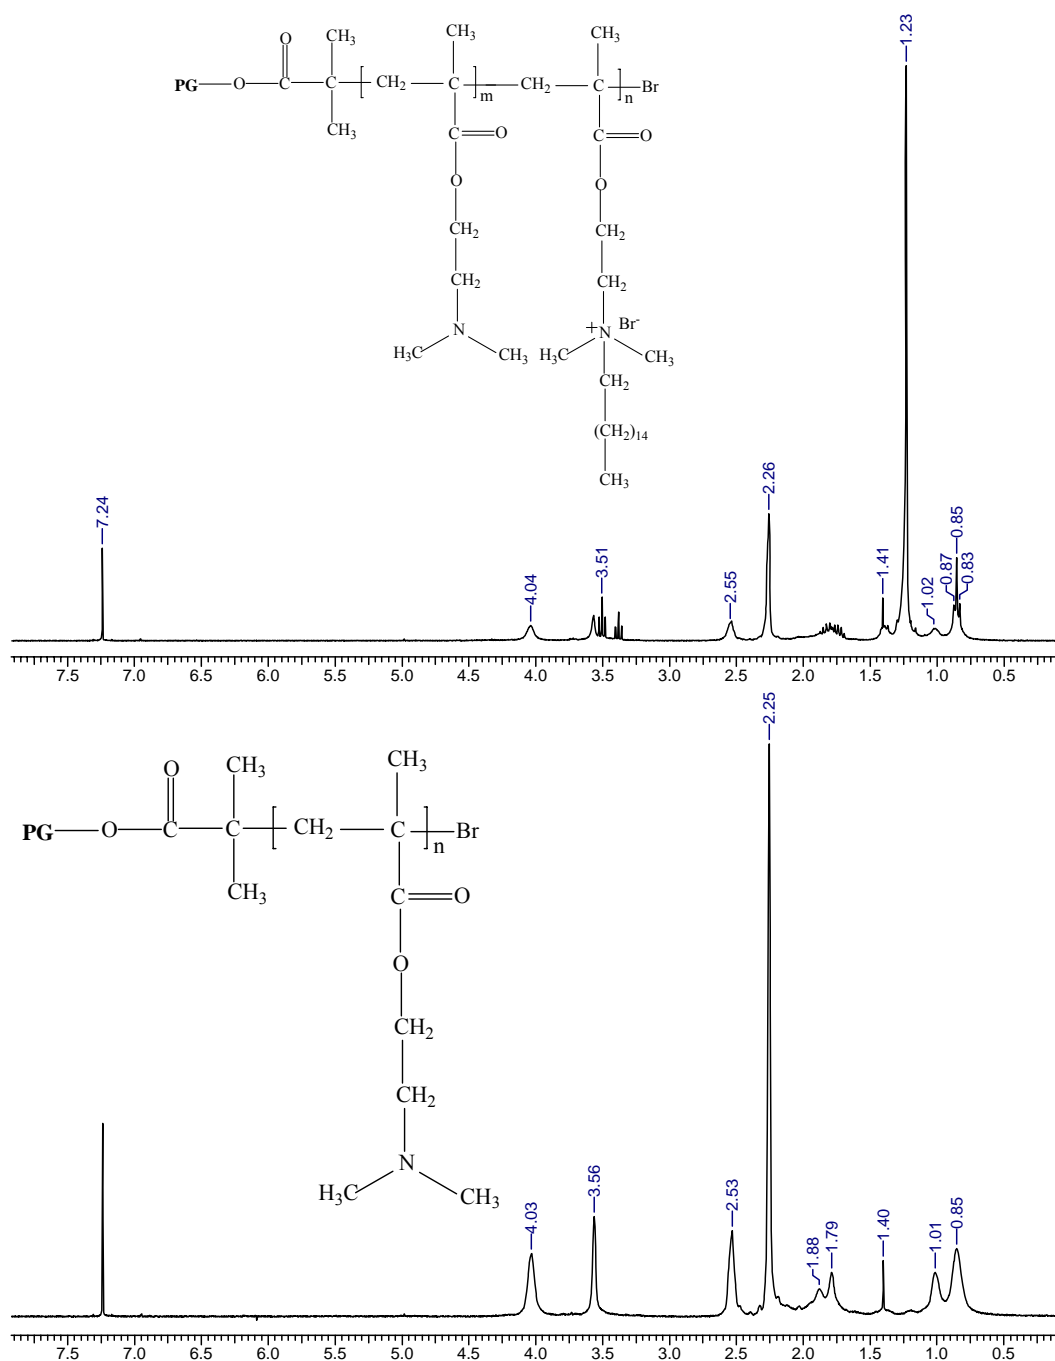 1.23
O CH₃ CH₃ CH₃
PG O C C [ CH₂ C ]m CH₂ C ]n Br
CH₃ C O C O
O O
CH₂ CH₂
CH₂ CH₂
N +N Br⁻
H₃C CH₃ H₃C CH₃
CH₂
(CH₂)₁₄
CH₃
7.24 4.04 3.51 2.55 2.26 1.41 1.02 0.87 0.85 0.83
7.5 7.0 6.5 6.0 5.5 5.0 4.5 4.0 3.5 3.0 2.5 2.0 1.5 1.0 0.5
2.25
O CH₃ CH₃
PG O C C [ CH₂ C ]n Br
CH₃ C O
O
CH₂
CH₂
N
H₃C CH₃
4.03 3.56 2.53 1.88 1.79 1.40 1.01 0.85
7.5 7.0 6.5 6.0 5.5 5.0 4.5 4.0 3.5 3.0 2.5 2.0 1.5 1.0 0.5